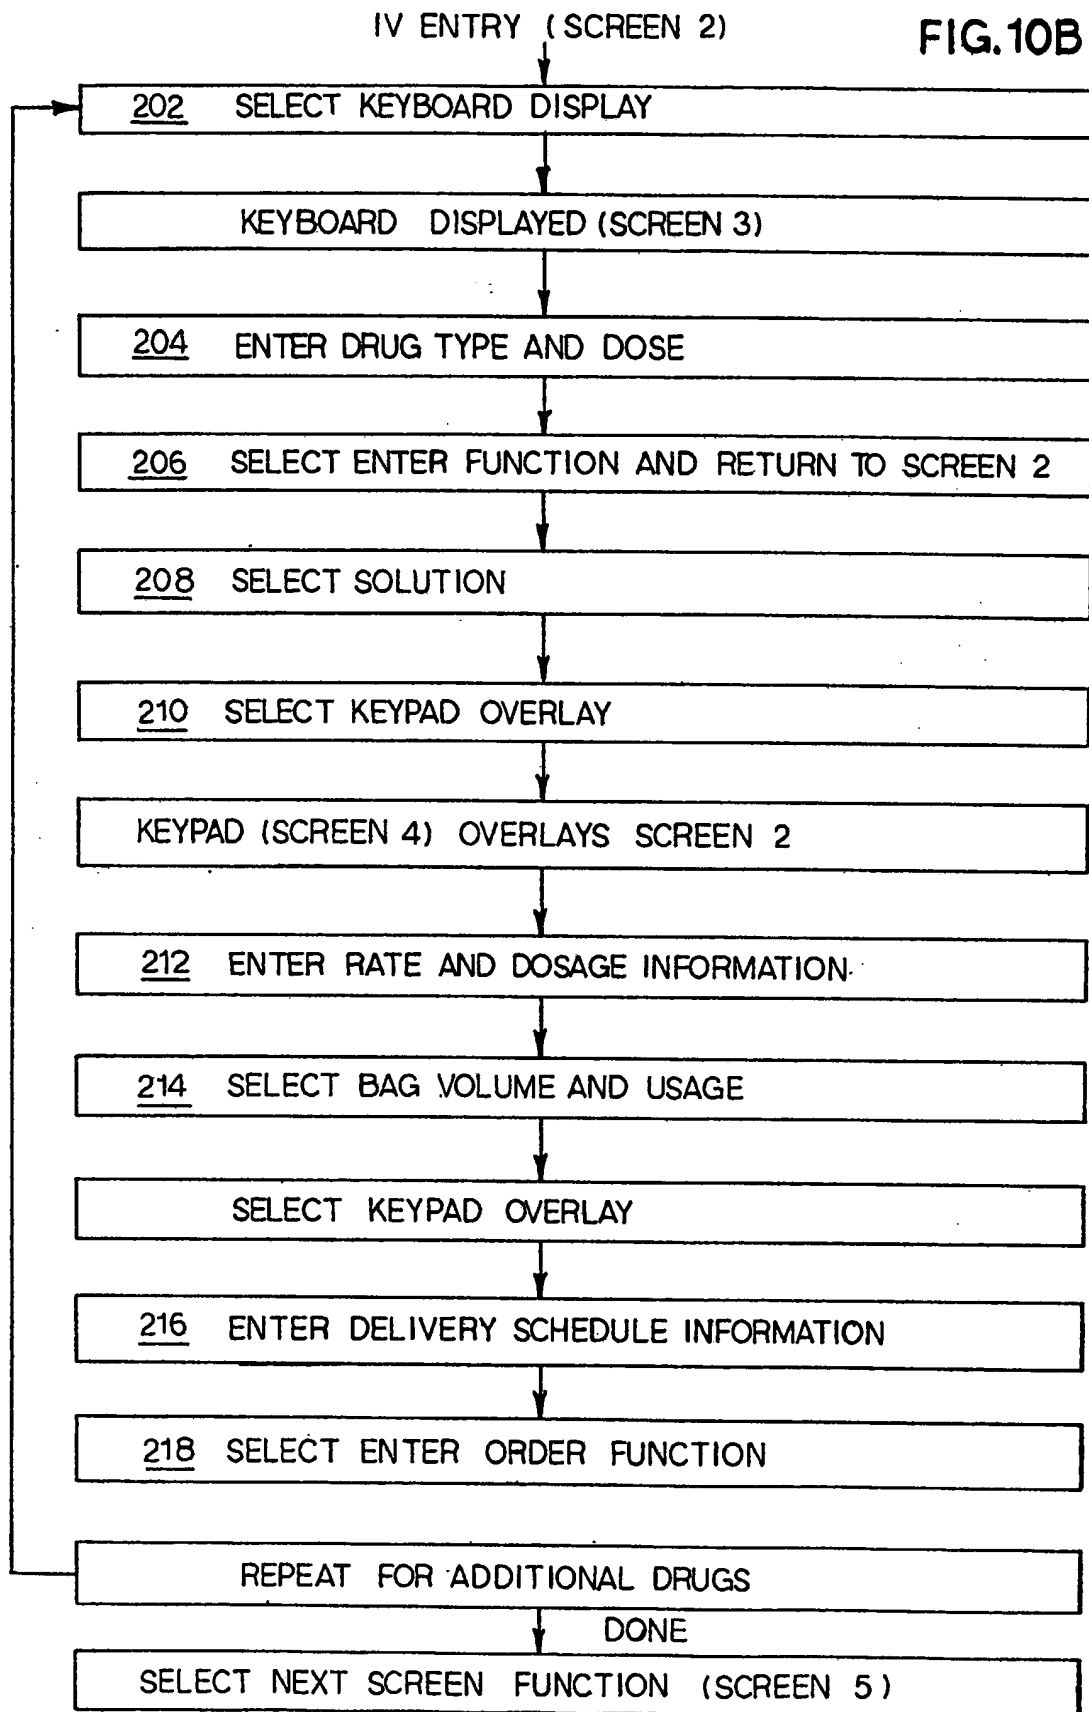 IV ENTRY (SCREEN 2)
FIG. 10B
202 SELECT KEYBOARD DISPLAY
KEYBOARD DISPLAYED (SCREEN 3)
204 ENTER DRUG TYPE AND DOSE
206 SELECT ENTER FUNCTION AND RETURN TO SCREEN 2
208 SELECT SOLUTION
210 SELECT KEYPAD OVERLAY
KEYPAD (SCREEN 4) OVERLAYS SCREEN 2
212 ENTER RATE AND DOSAGE INFORMATION
214 SELECT BAG VOLUME AND USAGE
SELECT KEYPAD OVERLAY
216 ENTER DELIVERY SCHEDULE INFORMATION
218 SELECT ENTER ORDER FUNCTION
REPEAT FOR ADDITIONAL DRUGS
DONE
SELECT NEXT SCREEN FUNCTION (SCREEN 5)